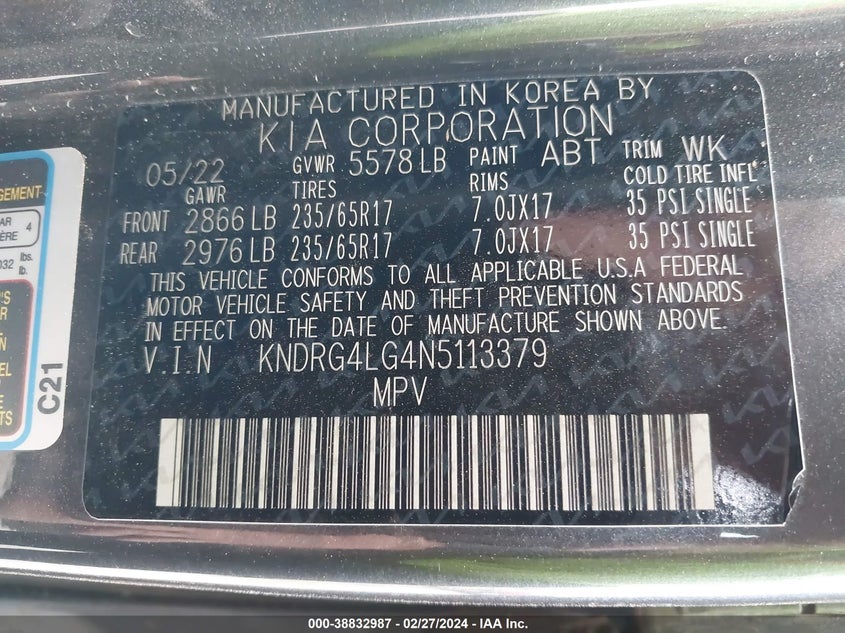 MANUFACTURED IN KOREA BY
KIA CORPORATION
05/22 GVWR 5578 LB PAINT ABT TRIM WK
GAWR TIRES RIMS COLD TIRE INFL
FRONT 2866 LB 235/65R17 7.0JX17 35 PSI SINGLE
REAR 2976 LB 235/65R17 7.0JX17 35 PSI SINGLE
THIS VEHICLE CONFORMS TO ALL APPLICABLE U.S.A FEDERAL
MOTOR VEHICLE SAFETY AND THEFT PREVENTION STANDARDS
IN EFFECT ON THE DATE OF MANUFACTURE SHOWN ABOVE.
V.I.N KNDRG4LG4N5113379
MPV
4
lbs.
lb.
C21
000-38832987 - 02/27/2024 - IAA Inc.